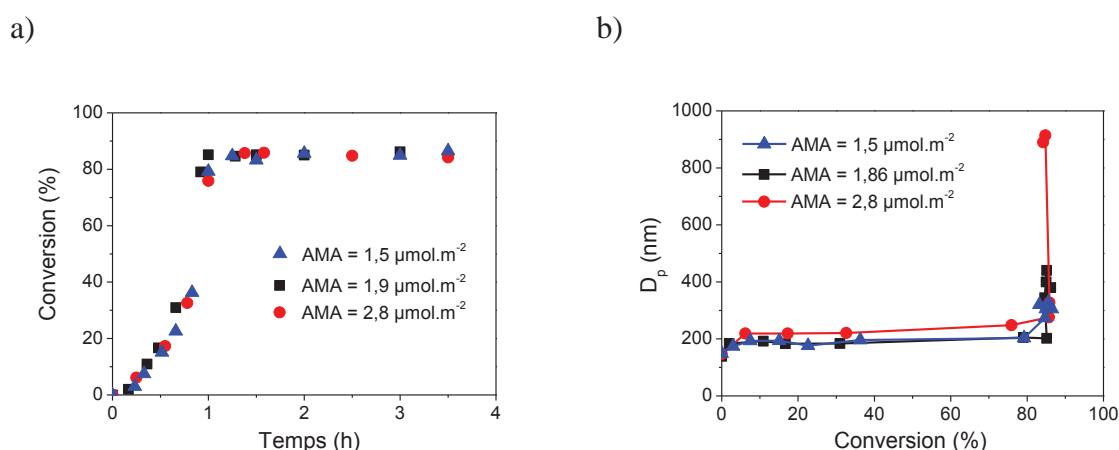 a)
b)
100
80
60
40
20
0
Conversion (%)
0 1 2 3 4
Temps (h)
AMA = 1,5 µmol.m-2
AMA = 1,9 µmol.m-2
AMA = 2,8 µmol.m-2
1000
800
600
400
200
0
Dp (nm)
0 20 40 60 80 100
Conversion (%)
AMA = 1,5 µmol.m-2
AMA = 1,86 µmol.m-2
AMA = 2,8 µmol.m-2